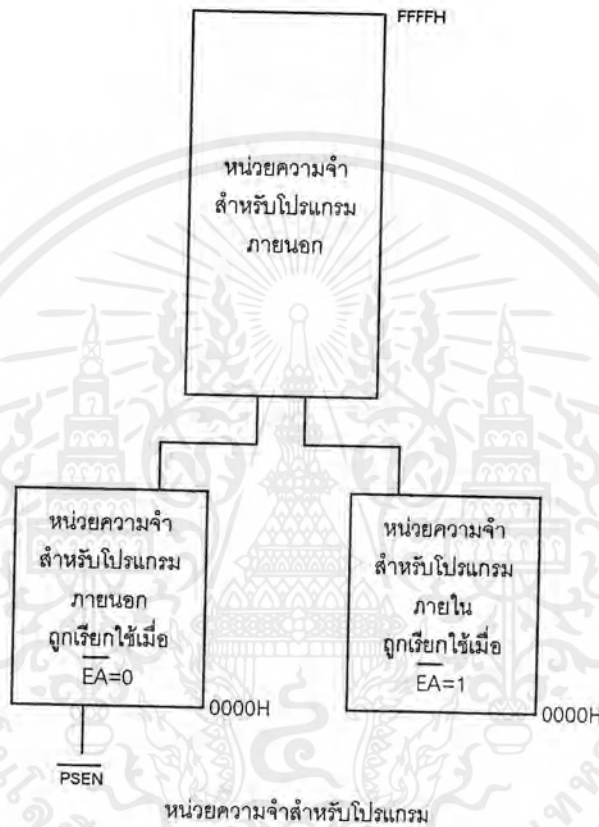 FFFFH
หน่วยความจำ
สำหรับโปรแกรม
ภายนอก
หน่วยความจำ
สำหรับโปรแกรม
ภายนอก
ถูกเรียกใช้เมื่อ
E̅A̅=0
0000H
P̅S̅E̅N̅
หน่วยความจำ
สำหรับโปรแกรม
ภายใน
ถูกเรียกใช้เมื่อ
E̅A̅=1
0000H
หน่วยความจำสำหรับโปรแกรม